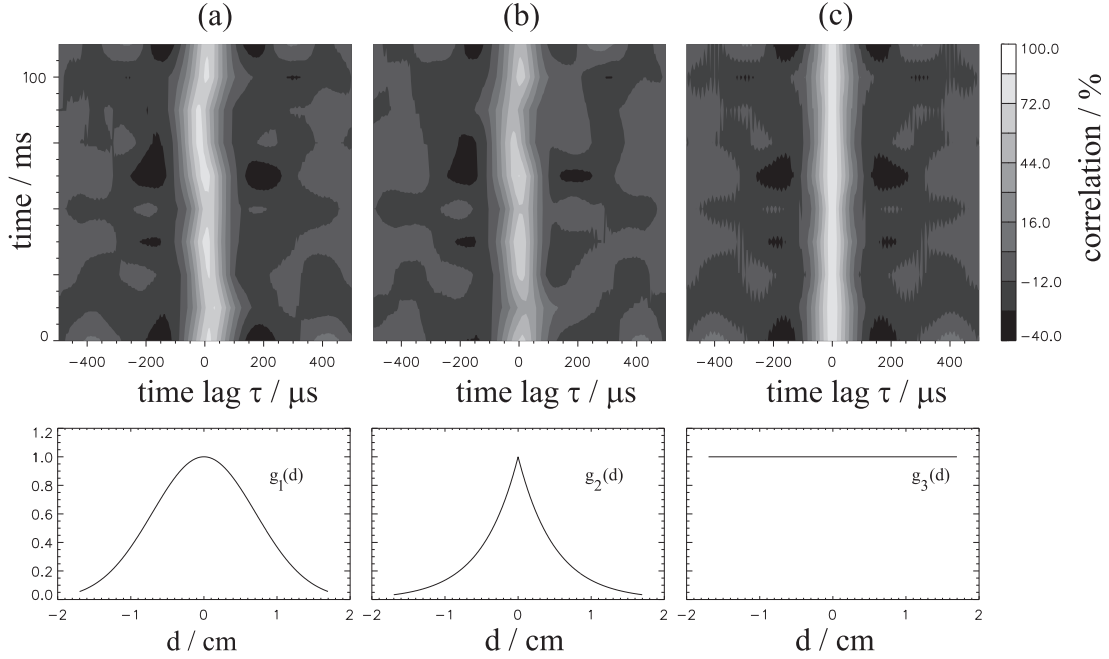 (a) (b) (c)
100
0
time / ms
−400 −200 0 200 400
−400 −200 0 200 400
−400 −200 0 200 400
time lag τ / μs
time lag τ / μs
time lag τ / μs
100.0
72.0
44.0
16.0
−12.0
−40.0
correlation / %
1.2
1.0
0.8
0.6
0.4
0.2
0.0
g1(d)
g2(d)
g3(d)
−2 −1 0 1 2
−2 −1 0 1 2
−2 −1 0 1 2
d / cm
d / cm
d / cm